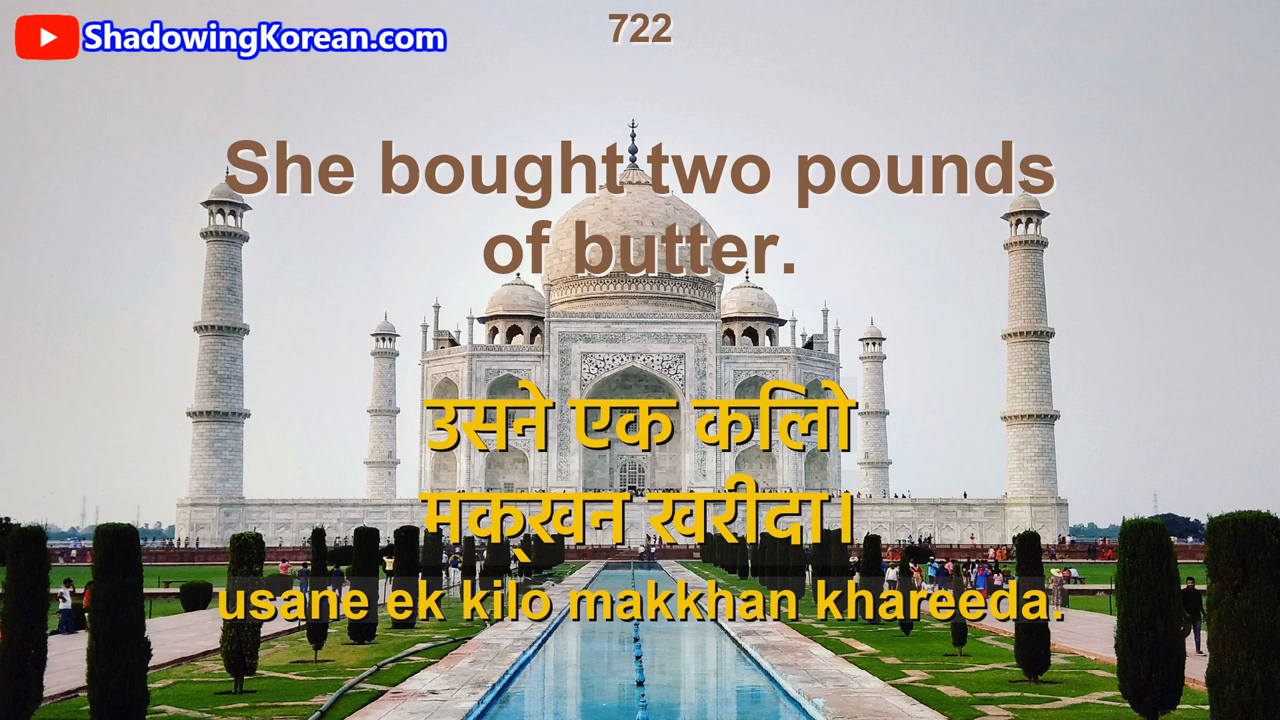 ShadowingKorean.com
722
She bought two pounds
of butter.
उसने एक कलिो
मक्‌खन खरीदा।
usane ek kilo makkhan khareeda.